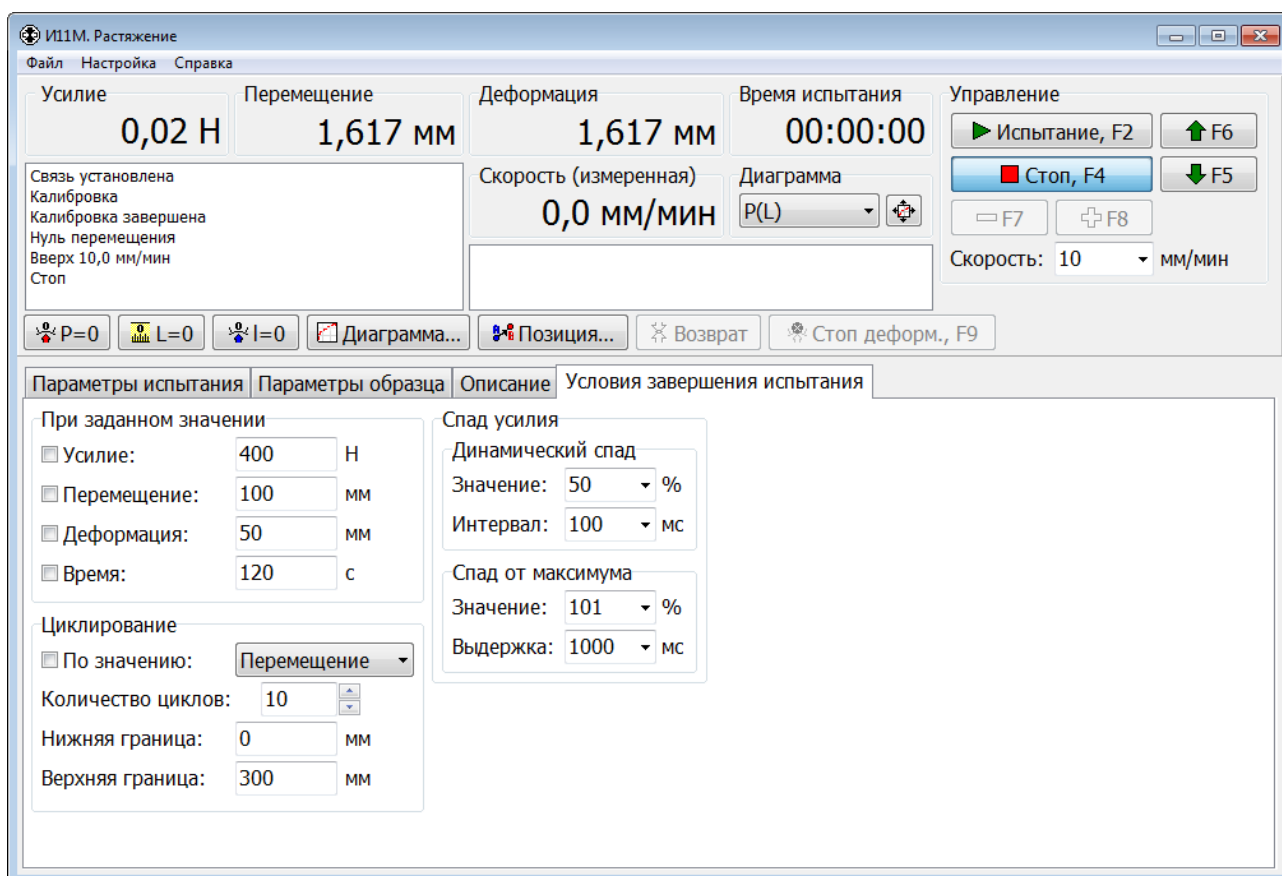 И11М. Растяжение
Файл Настройка Справка
Усилие Перемещение Деформация Время испытания Управление
0,02 Н 1,617 мм 1,617 мм 00:00:00
Испытание, F2 F6
Стоп, F4 F5
F7 F8
Скорость: 10 мм/мин
Связь установлена
Калибровка
Калибровка завершена
Нуль перемещения
Вверх 10,0 мм/мин
Стоп
Скорость (измеренная) Диаграмма
0,0 мм/мин P(L)
P=0 L=0 l=0 Диаграмма... Позиция... Возврат Стоп деформ., F9
Параметры испытания Параметры образца Описание Условия завершения испытания
При заданном значении
Усилие: 400 Н
Перемещение: 100 мм
Деформация: 50 мм
Время: 120 с
Циклирование
По значению: Перемещение
Количество циклов: 10
Нижняя граница: 0 мм
Верхняя граница: 300 мм
Спад усилия
Динамический спад
Значение: 50 %
Интервал: 100 мс
Спад от максимума
Значение: 101 %
Выдержка: 1000 мс